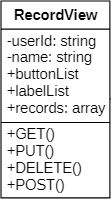 RecordView
-userId: string
-name: string
+buttonList
+labelList
+records: array
+GET()
+PUT()
+DELETE()
+POST()